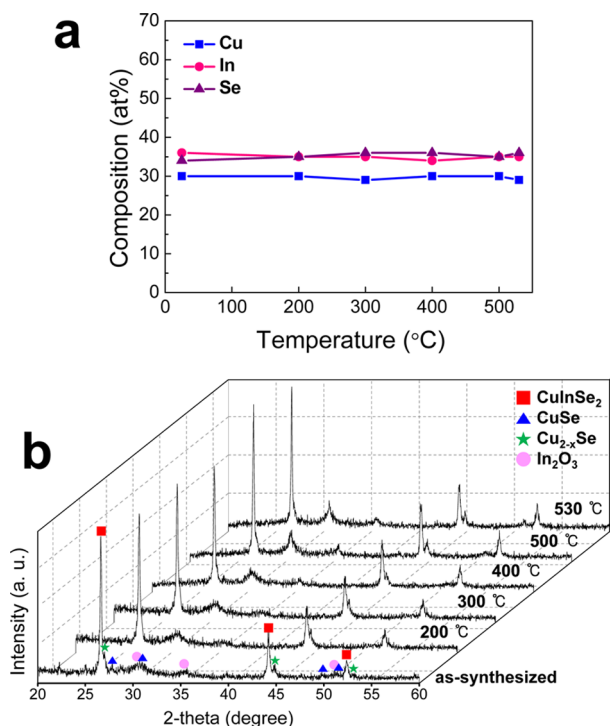 a
Cu
In
Se
Composition (at%)
70
60
50
40
30
20
10
0
100
200
300
400
500
Temperature (°C)
b
CuInSe₂
CuSe
Cu₂₋ₓSe
In₂O₃
530 ℃
500 ℃
400 ℃
300 ℃
200 ℃
as-synthesized
Intensity (a. u.)
20 25 30 35 40 45 50 55 60
2-theta (degree)